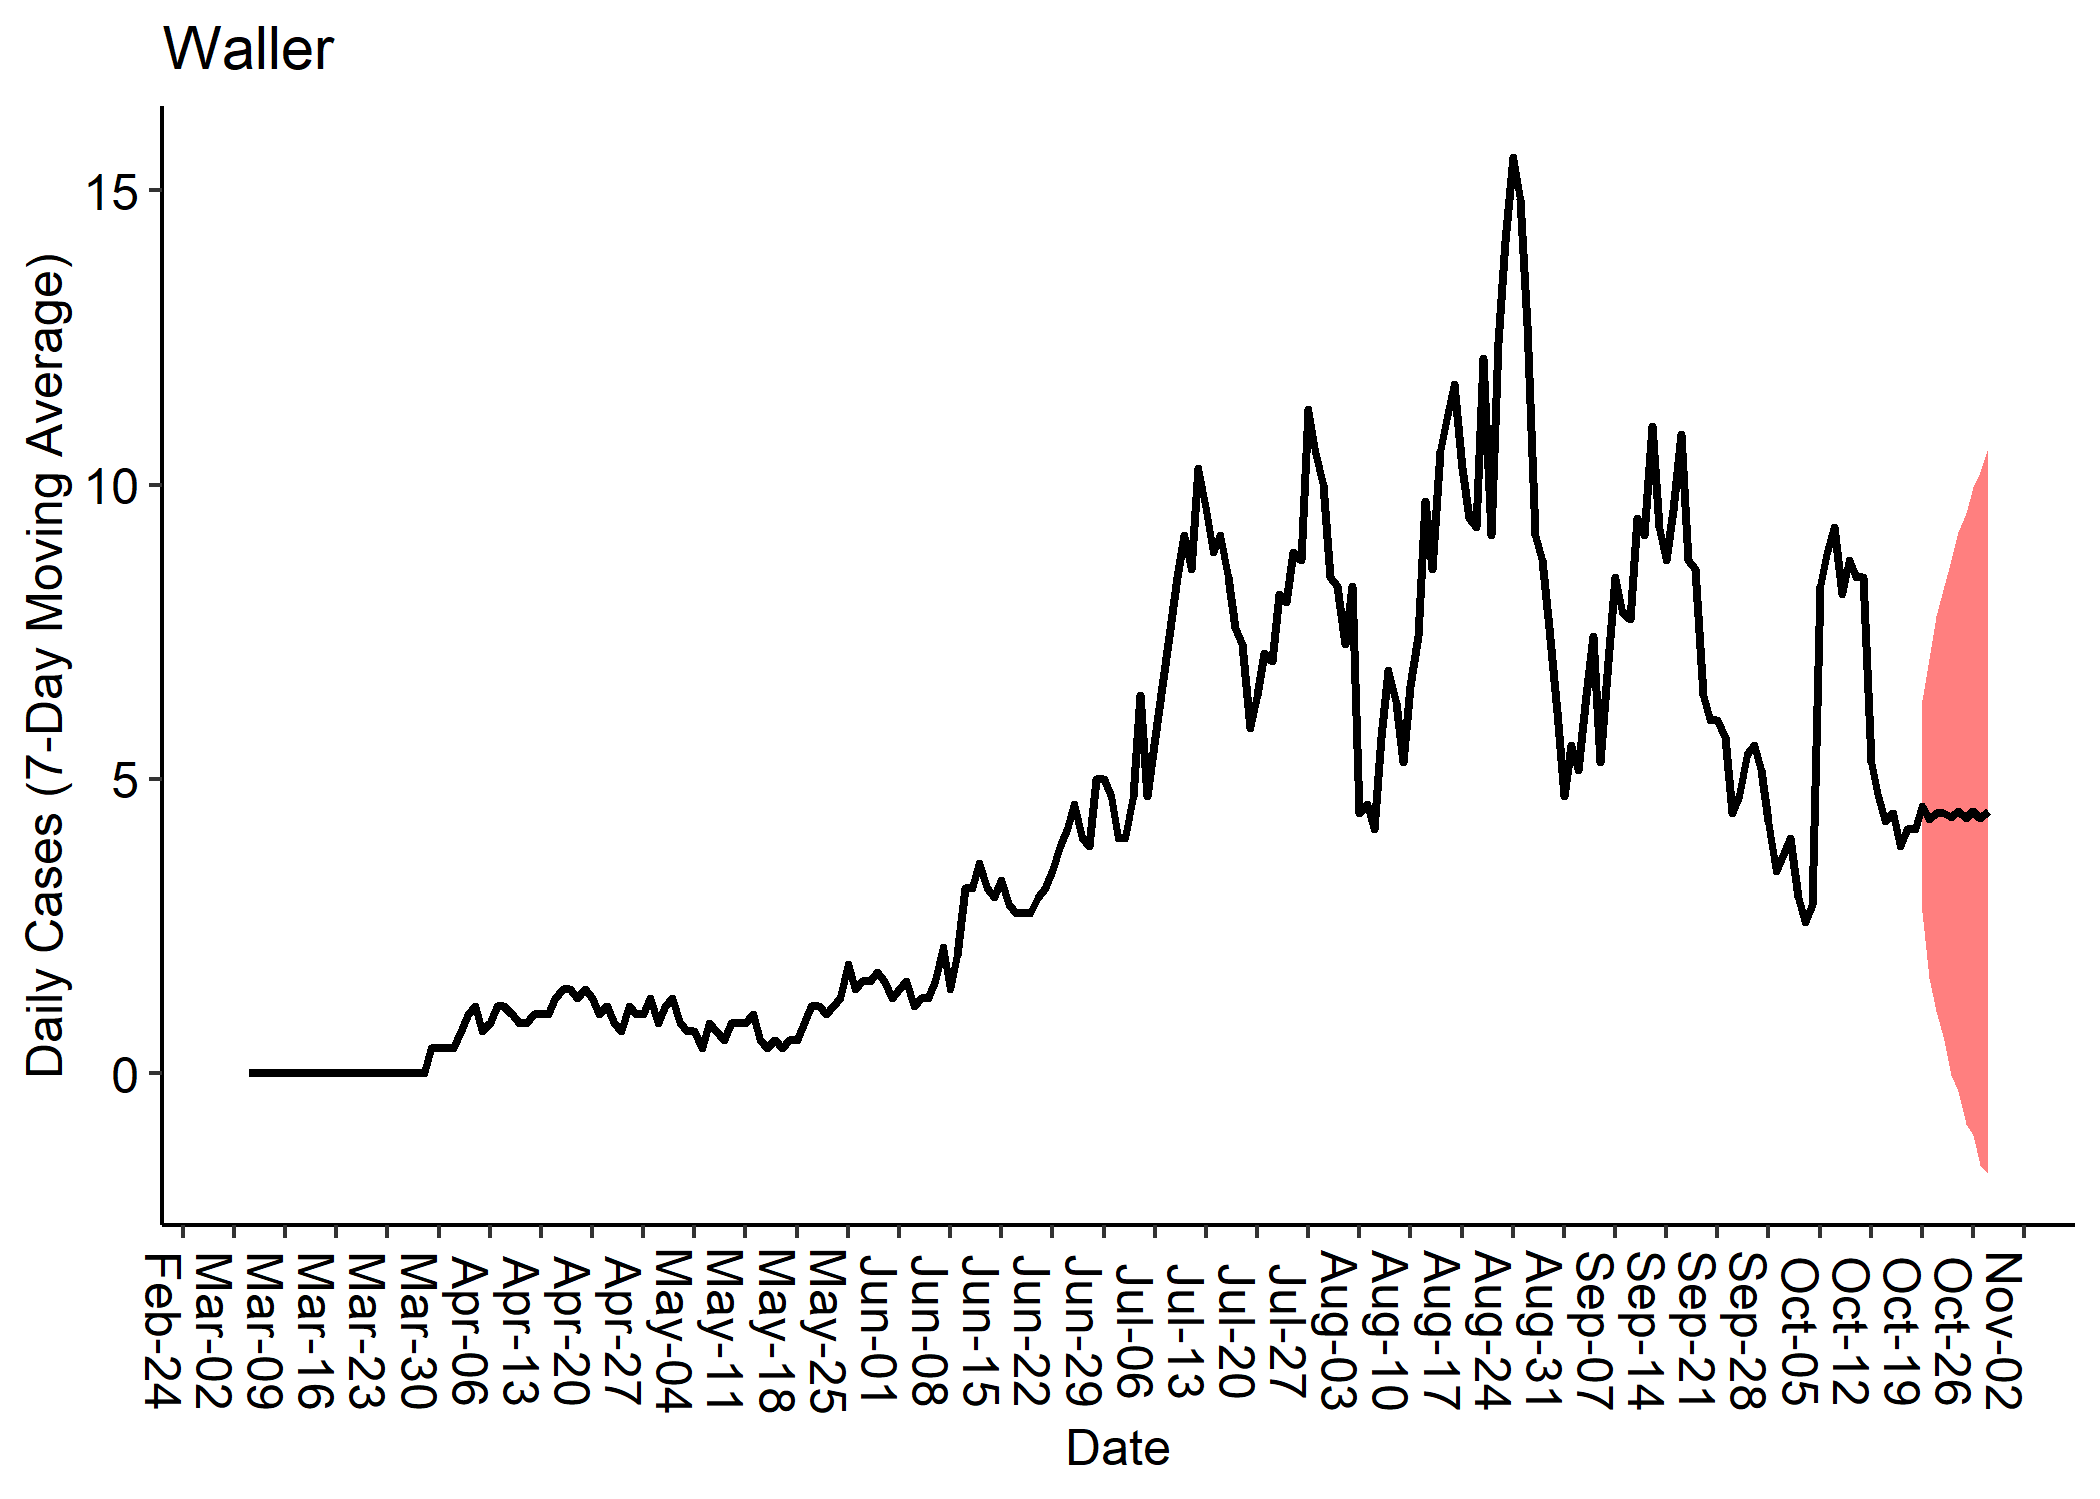 Waller
Daily Cases (7-Day Moving Average)
15
10
5
0
Feb-24
Mar-02
Mar-09
Mar-16
Mar-23
Mar-30
Apr-06
Apr-13
Apr-20
Apr-27
May-04
May-11
May-18
May-25
Jun-01
Jun-08
Jun-15
Jun-22
Jun-29
Jul-06
Jul-13
Jul-20
Jul-27
Aug-03
Aug-10
Aug-17
Aug-24
Aug-31
Sep-07
Sep-14
Sep-21
Sep-28
Oct-05
Oct-12
Oct-19
Oct-26
Nov-02
Date